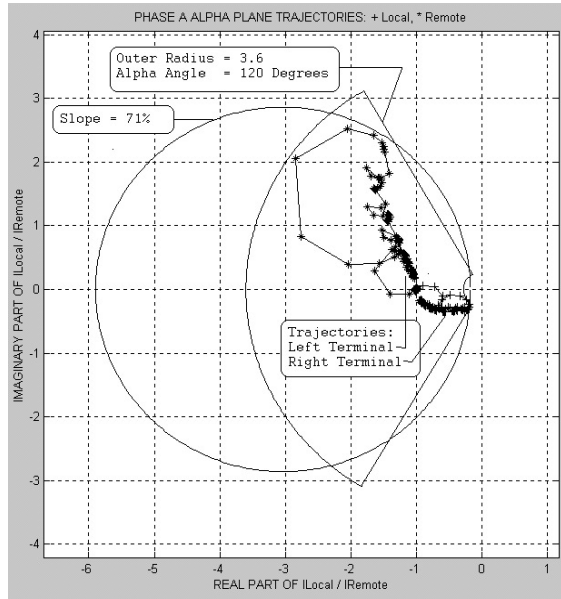 PHASE A ALPHA PLANE TRAJECTORIES: + Local, * Remote
Outer Radius = 3.6
Alpha Angle = 120 Degrees
Slope = 71%
Trajectories:
Left Terminal
Right Terminal
IMAGINARY PART OF ILocal / IRemote
4
3
2
1
0
-1
-2
-3
-4
-6
-5
-4
-3
-2
-1
0
1
REAL PART OF ILocal / IRemote